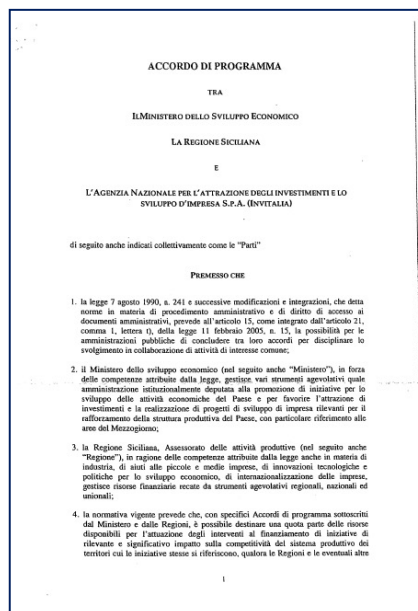 ACCORDO DI PROGRAMMA
TRA
ILMINISTERO DELLO SVILUPPO ECONOMICO
LA REGIONE SICILIANA
E
L'AGENZIA NAZIONALE PER L'ATTRAZIONE DEGLI INVESTIMENTI E LO
SVILUPPO D'IMPRESA S.P.A. (INVITALIA)
di seguito anche indicati collettivamente come le "Parti"
PREMESSO CHE
1. la legge 7 agosto 1990, n. 241 e successive modificazioni e integrazioni, che detta
norme in materia di procedimento amministrativo e di diritto di accesso ai
documenti amministrativi, prevede all'articolo 15, come integrato dall'articolo 21,
comma 1, lettera t), della legge 11 febbraio 2005, n. 15, la possibilità per le
amministrazioni pubbliche di concludere tra loro accordi per disciplinare lo
svolgimento in collaborazione di attività di interesse comune;
2. il Ministero dello sviluppo economico (nel seguito anche "Ministero"), in forza
delle competenze attribuite dalla legge, gestisce vari strumenti agevolativi quale
amministrazione istituzionalmente deputata alla promozione di iniziative per lo
sviluppo delle attività economiche del Paese e per favorire l'attrazione di
investimenti e la realizzazione di progetti di sviluppo di impresa rilevanti per il
rafforzamento della struttura produttiva del Paese, con particolare riferimento alle
aree del Mezzogiorno;
3. la Regione Siciliana, Assessorato delle attività produttive (nel seguito anche
"Regione"), in ragione delle competenze attribuite dalla legge anche in materia di
industria, di aiuti alle piccole e medie imprese, di innovazioni tecnologiche e
politiche per lo sviluppo economico, di internazionalizzazione delle imprese,
gestisce risorse finanziarie recate da strumenti agevolativi regionali, nazionali ed
unionali;
4. la normativa vigente prevede che, con specifici Accordi di programma sottoscritti
dal Ministero e dalle Regioni, è possibile destinare una quota parte delle risorse
disponibili per l'attuazione degli interventi al finanziamento di iniziative di
rilevante e significativo impatto sulla competitività del sistema produttivo dei
territori cui le iniziative stesse si riferiscono, qualora le Regioni e le eventuali altre
1